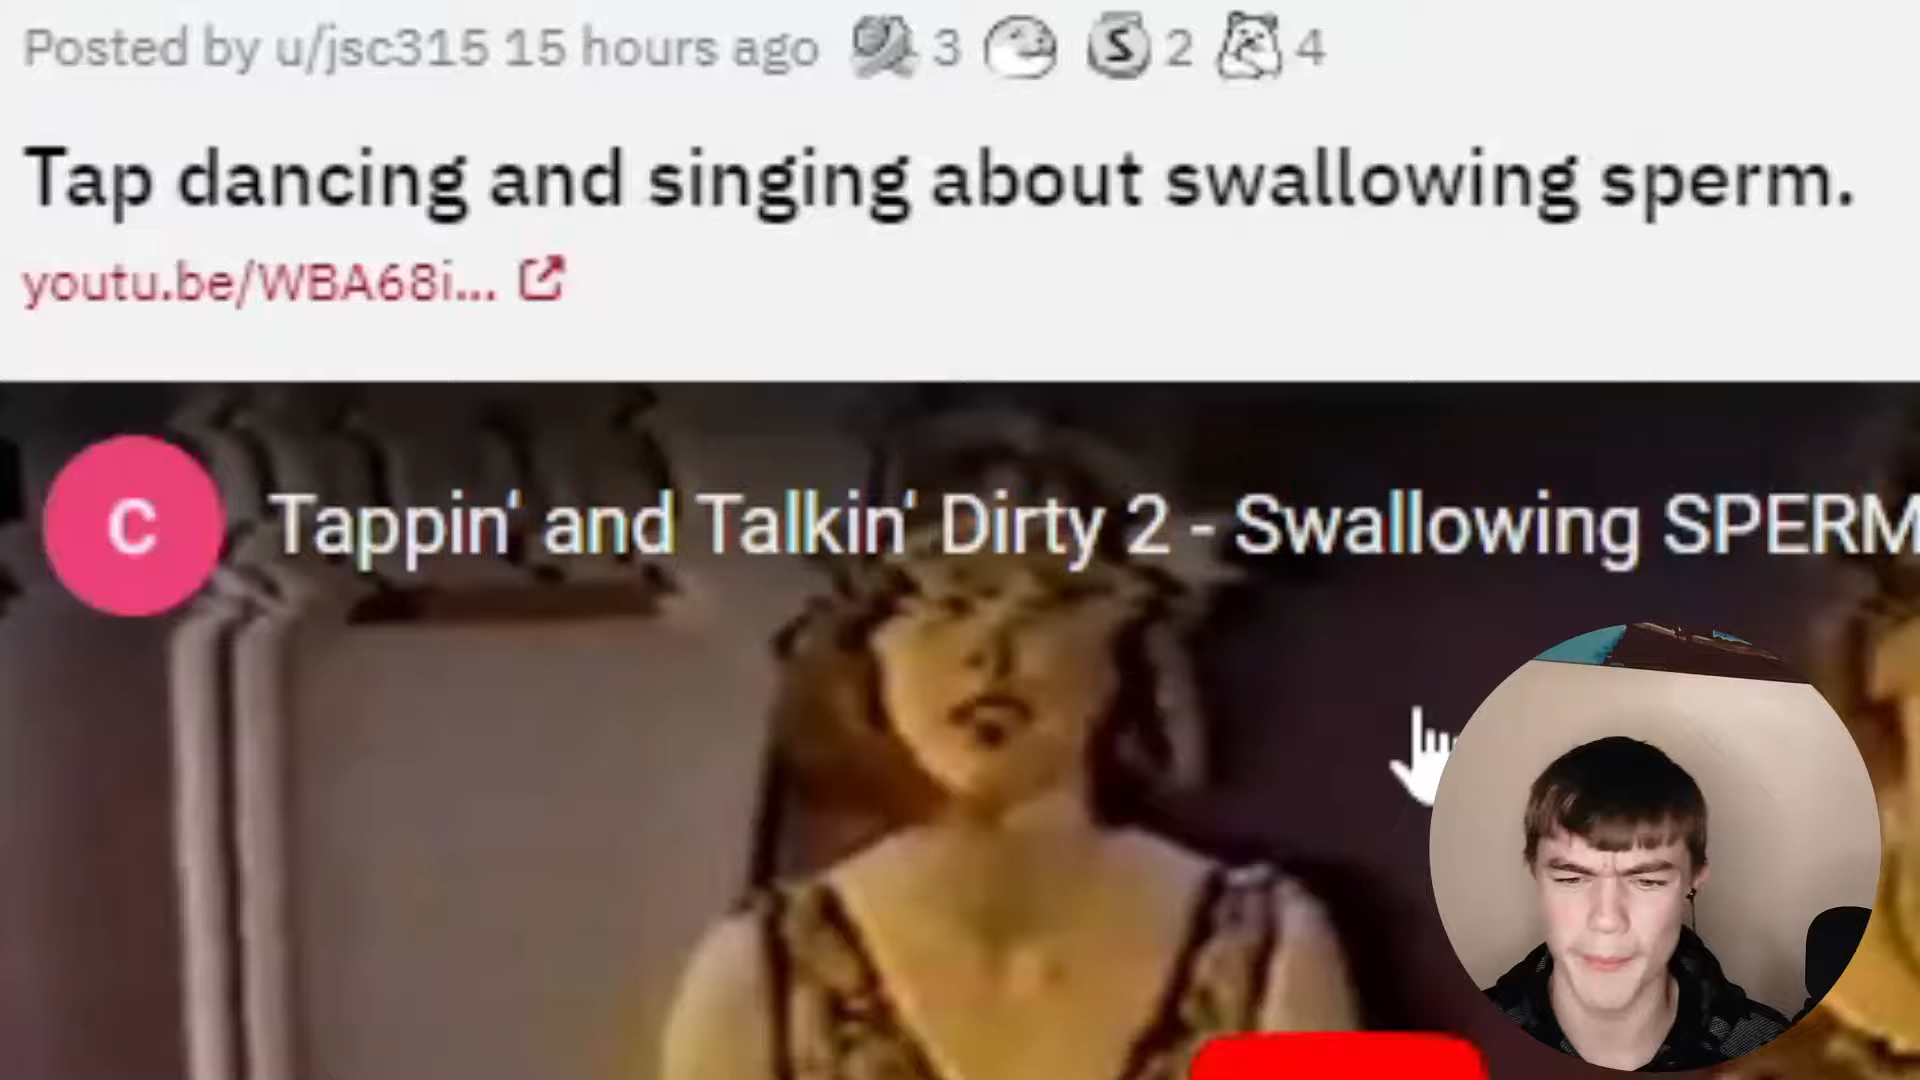 Posted by u/jsc315 15 hours ago 3 S 2 4
Tap dancing and singing about swallowing sperm.
youtu.be/WBA68i...
C Tappin' and Talkin' Dirty 2 - Swallowing SPERM